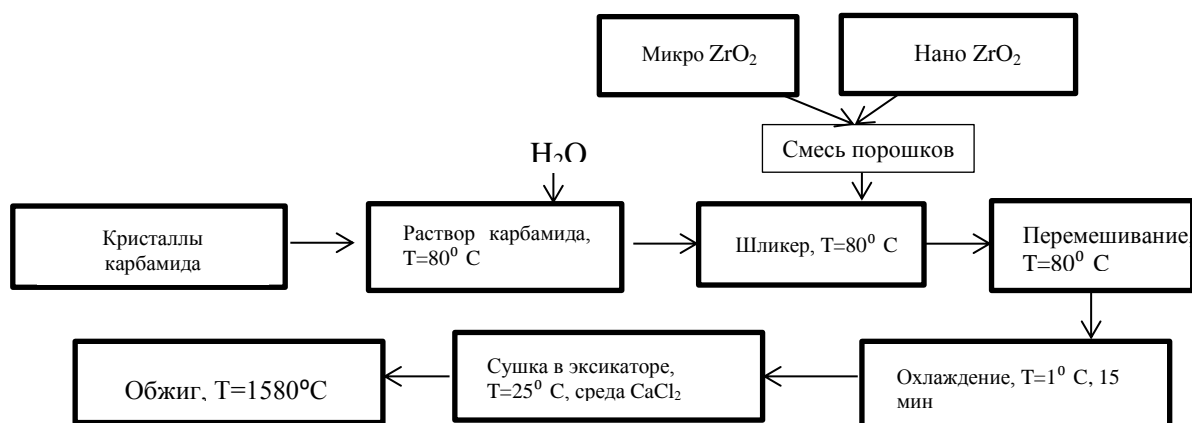 Микро ZrO₂
Нано ZrO₂
Смесь порошков
H₂O
Кристаллы
карбамида
Раствор карбамида,
T=80⁰ C
Шликер, T=80⁰ C
Перемешивание,
T=80⁰ C
Обжиг, T=1580⁰C
Сушка в эксикаторе,
T=25⁰ C, среда CaCl₂
Охлаждение, T=1⁰ C, 15
мин